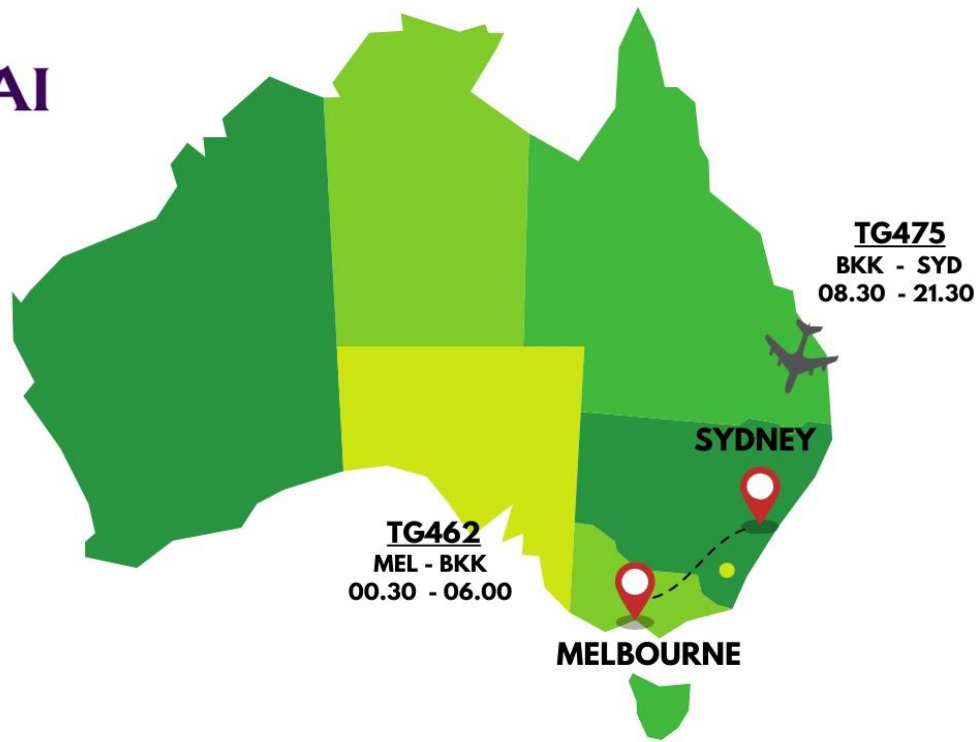 AI
TG475
BKK - SYD
08.30 - 21.30
SYDNEY
TG462
MEL - BKK
00.30 - 06.00
MELBOURNE